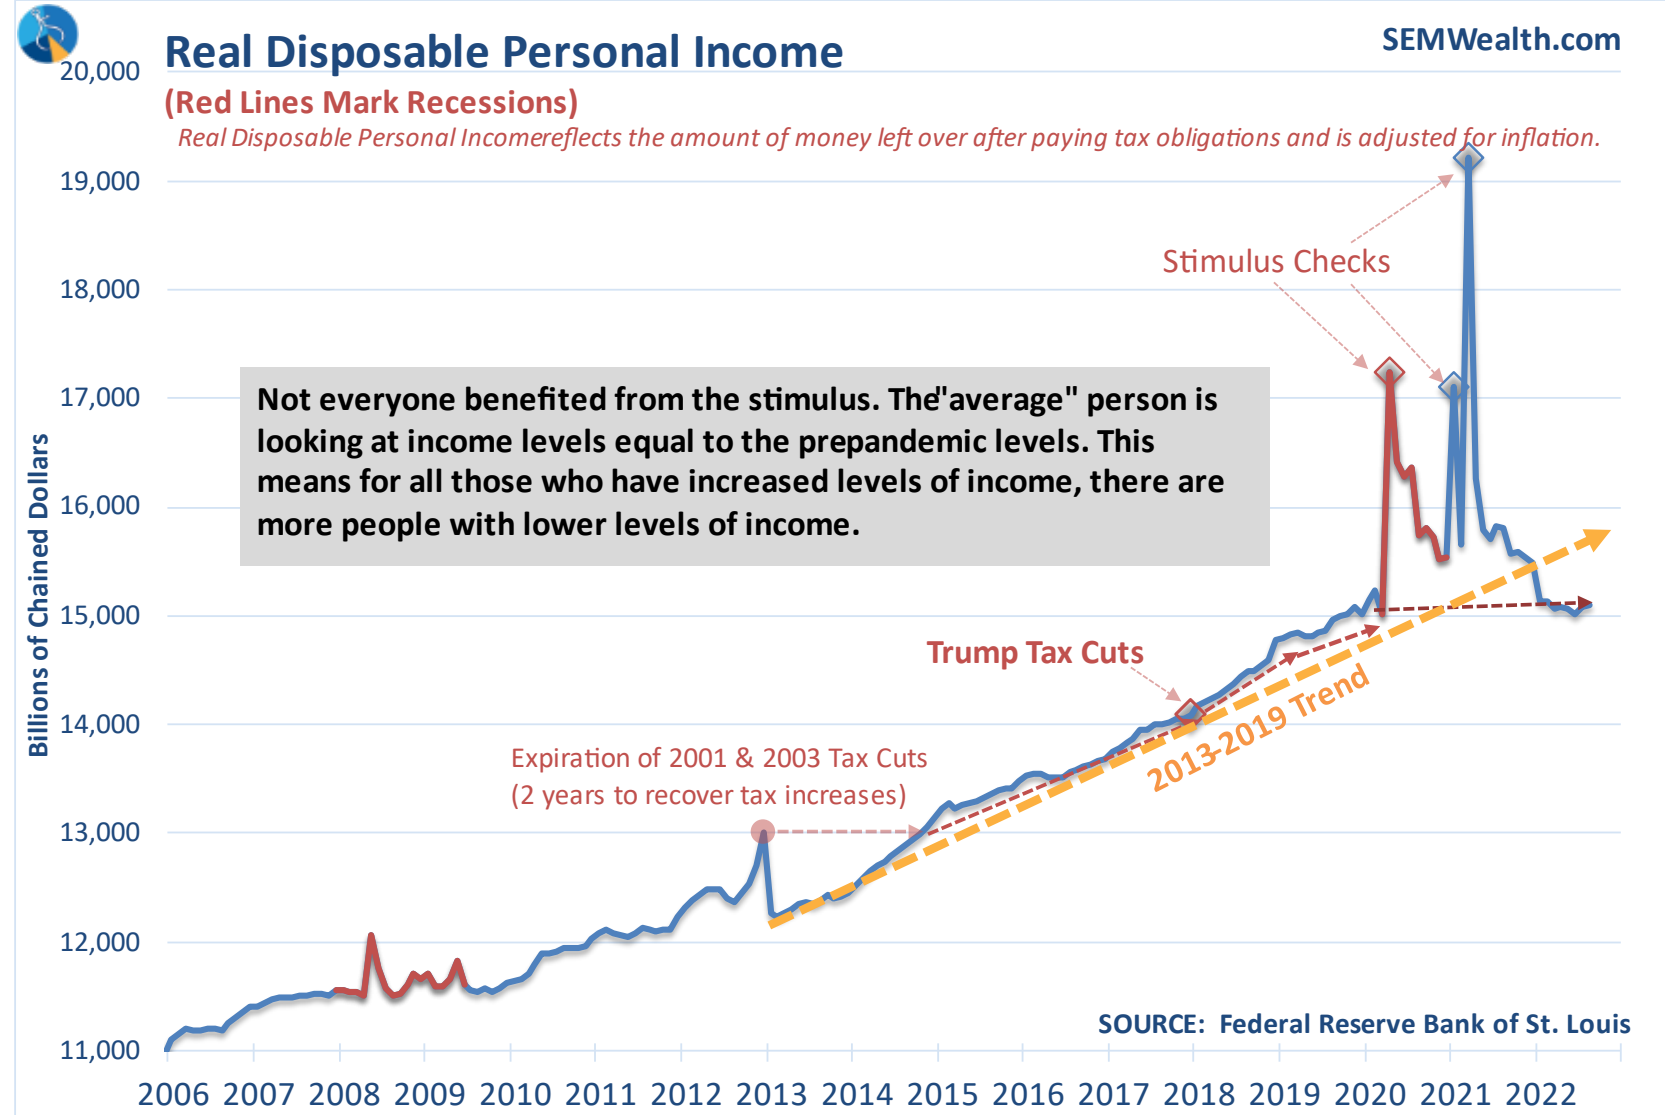 Real Disposable Personal Income
SEMWealth.com
(Red Lines Mark Recessions)
Real Disposable Personal Incomereflects the amount of money left over after paying tax obligations and is adjusted for inflation.
20,000
19,000
18,000
17,000
16,000
15,000
14,000
13,000
12,000
11,000
Billions of Chained Dollars
Stimulus Checks
Not everyone benefited from the stimulus. The"average" person is
looking at income levels equal to the prepandemic levels. This
means for all those who have increased levels of income, there are
more people with lower levels of income.
Trump Tax Cuts
2013-2019 Trend
Expiration of 2001 & 2003 Tax Cuts
(2 years to recover tax increases)
SOURCE: Federal Reserve Bank of St. Louis
2006 2007 2008 2009 2010 2011 2012 2013 2014 2015 2016 2017 2018 2019 2020 2021 2022